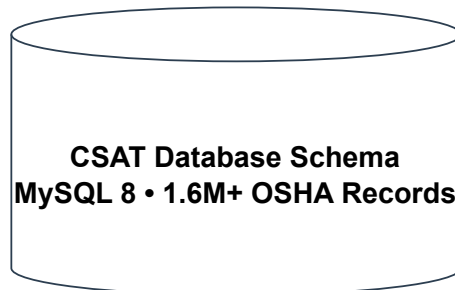 CSAT Database Schema
MySQL 8 • 1.6M+ OSHA Records